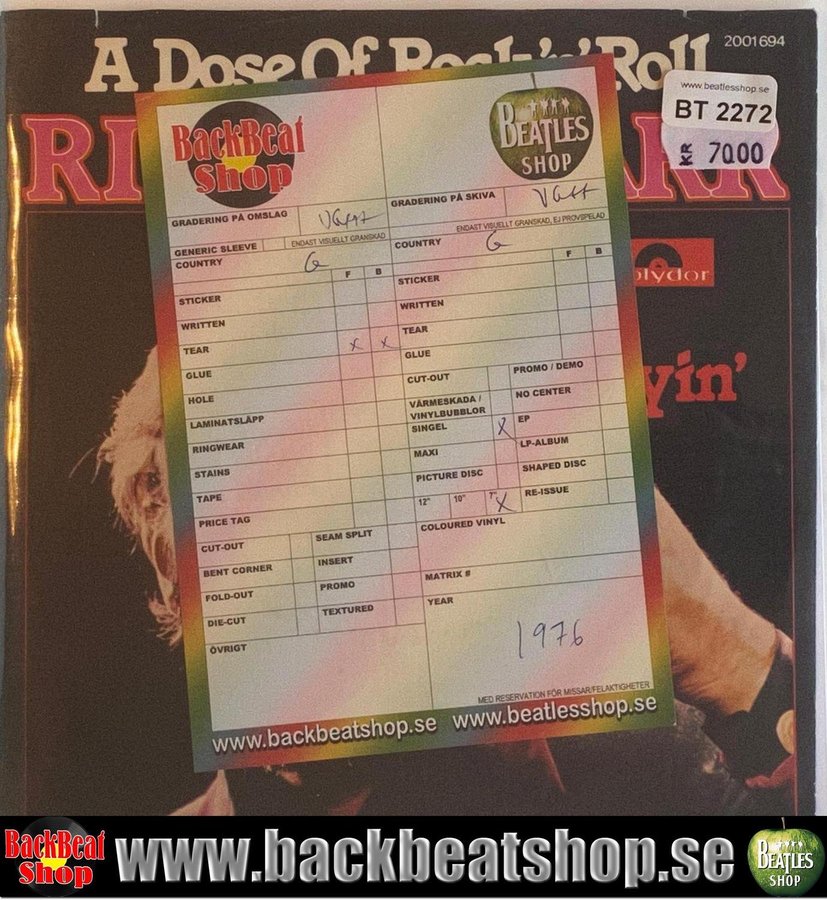 A Dose Of Rock'n'Roll
2001694
www.beatlesshop.se
BT 2272
KR 7000
BackBeat
Shop
BEATLES
SHOP
RI
ARR
GRADERING PÅ OMSLAG
VG++
GRADERING PÅ SKIVA
VG++
GENERIC SLEEVE
ENDAST VISUELLT GRANSKAD
ENDAST VISUELLT GRANSKAD, EJ PROVSPELAD
COUNTRY
G
F B
STICKER
WRITTEN
TEAR
X X
GLUE
HOLE
LAMINATSLÄPP
RINGWEAR
STAINS
TAPE
PRICE TAG
CUT-OUT
SEAM SPLIT
BENT CORNER
INSERT
FOLD-OUT
PROMO
DIE-CUT
TEXTURED
ÖVRIGT
COUNTRY
G
F B
STICKER
WRITTEN
TEAR
GLUE
CUT-OUT
PROMO / DEMO
VÄRMESKADA /
VINYLBUBBLOR
NO CENTER
SINGEL
X
EP
MAXI
LP-ALBUM
PICTURE DISC
SHAPED DISC
12" 10" 7" X
RE-ISSUE
COLOURED VINYL
MATRIX #
YEAR
1976
MED RESERVATION FÖR MISSAR/FELAKTIGHETER
www.backbeatshop.se www.beatlesshop.se
olydor
yin'
BackBeat
Shop
www.backbeatshop.se
BEATLES
SHOP